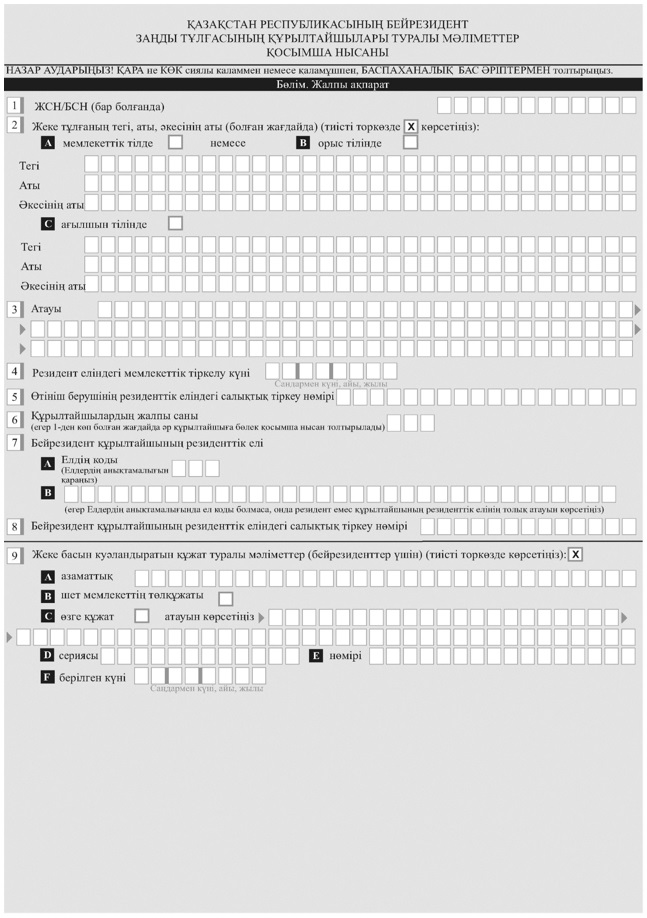 ҚАЗАҚСТАН РЕСПУБЛИКАСЫНЫҢ БЕЙРЕЗИДЕНТ
ЗАҢДЫ ТҰЛҒАСЫНЫҢ ҚҰРЫЛТАЙШЫЛАРЫ ТУРАЛЫ МӘЛІМЕТТЕР
ҚОСЫМША НЫСАНЫ
НАЗАР АУДАРЫҢЫЗ! ҚАРА не КӨК сиялы каламмен немесе каламұшпен, БАСПАХАНАЛЫҚ БАС ӘРІПТЕРМЕН толтырыңыз.
Бөлім. Жалпы ақпарат
1 ЖСН/БСН (бар болғанда)
2 Жеке тұлғаның тегі, аты, әкесінің аты (болған жағдайда) (тиісті торкөзде X көрсетіңіз):
A мемлекеттік тілде немесе B орыс тілінде
Тегі
Аты
Әкесінің аты
C ағылшын тілінде
Тегі
Аты
Әкесінің аты
3 Атауы
4 Резидент еліндегі мемлекеттік тіркелу күні
Сандармен күні, айы, жылы
5 Өтініш берушінің резиденттік еліндегі салықтық тіркеу нөмірі
6 Құрылтайшылардың жалпы саны
(егер 1-ден көп болған жағдайда әр құрылтайшыға бөлек қосымша нысан толтырылады)
7 Бейрезидент құрылтайшының резиденттік елі
A Елдің коды
(Елдердің анықтамалығын
қараңыз)
B
(егер Елдердің анықтамалығында ел коды болмаса, онда резидент емес құрылтайшының резиденттік елінің толық атауын көрсетіңіз)
8 Бейрезидент құрылтайшының резиденттік еліндегі салықтық тіркеу нөмірі
9 Жеке басын куәландыратын құжат туралы мәліметтер (бейрезиденттер үшін) (тиісті торкөзде көрсетіңіз): X
A азаматтық
B шет мемлекеттің төлқұжаты
C өзге құжат атауын көрсетіңіз
D сериясы E нөмірі
F берілген күні
Сандармен күні, айы, жылы